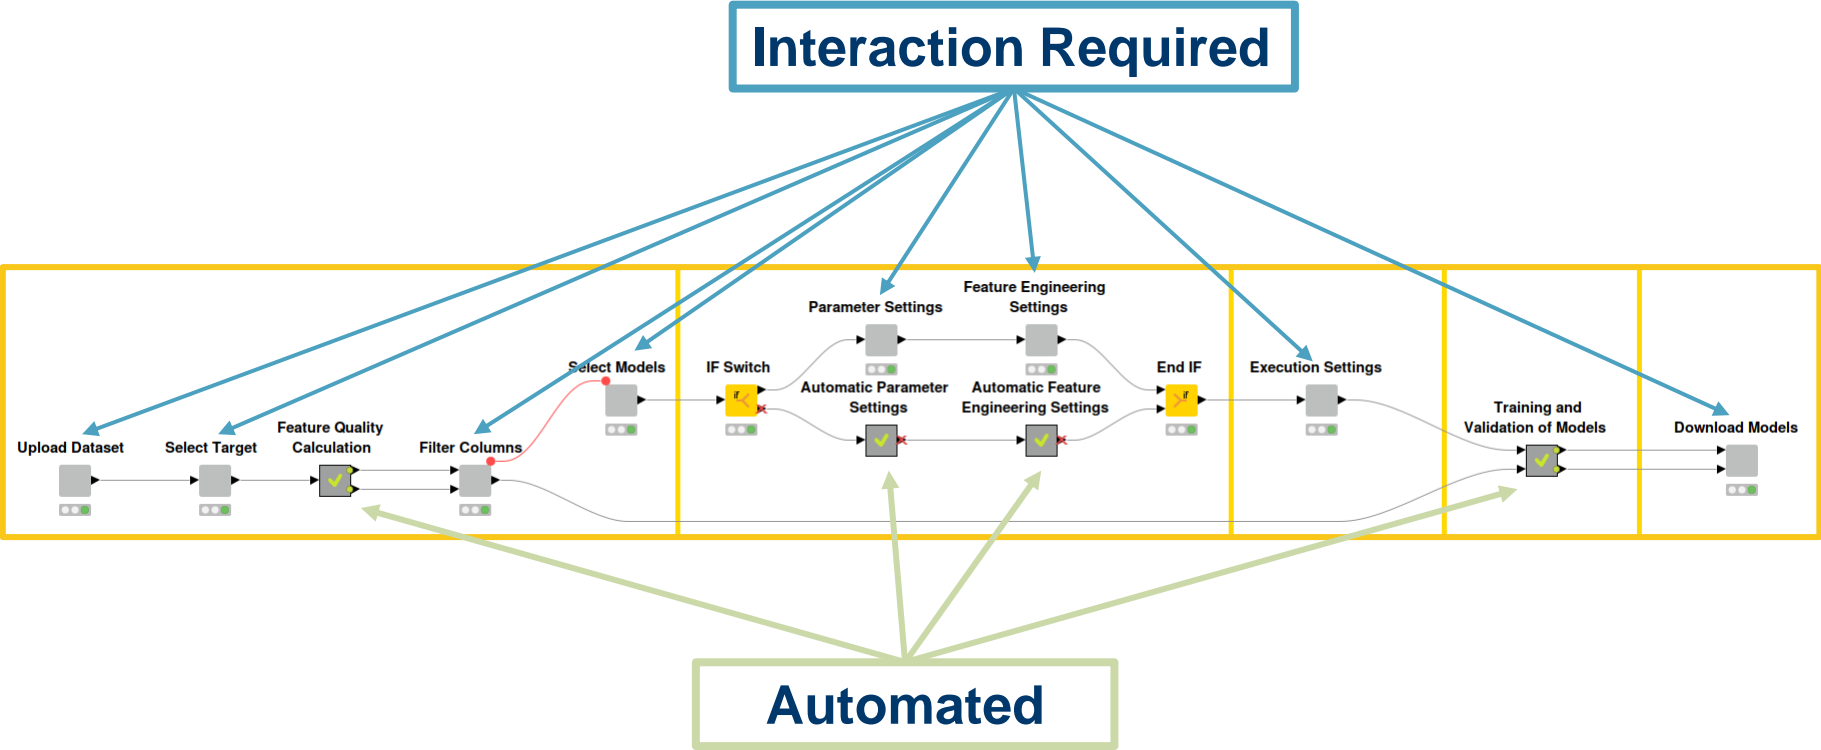 Interaction Required
Upload Dataset
Select Target
Feature Quality
Calculation
Filter Columns
Select Models
IF Switch
if
Parameter Settings
Feature Engineering
Settings
Automatic Parameter
Settings
Automatic Feature
Engineering Settings
End IF
if
Execution Settings
Training and
Validation of Models
Download Models
Automated